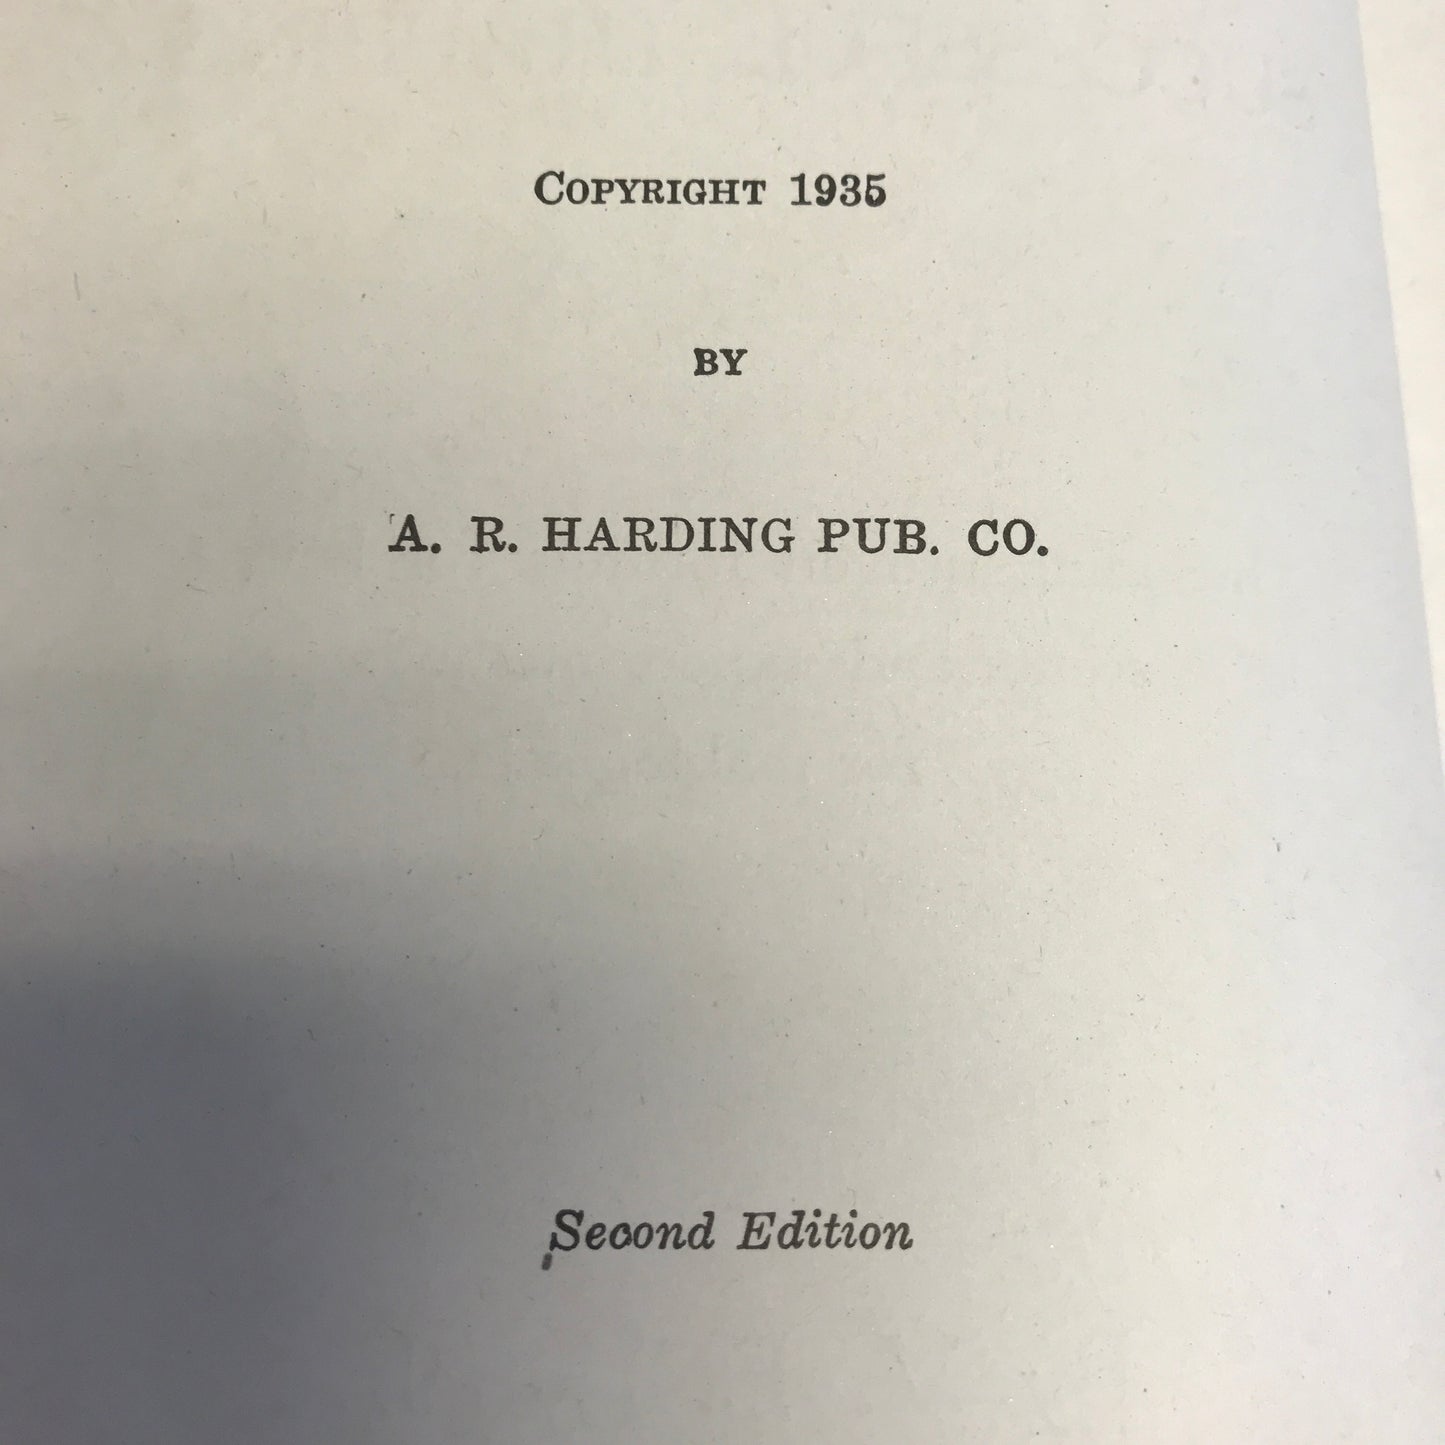 COPYRIGHT 1935
BY
A. R. HARDING PUB. CO.
Second Edition